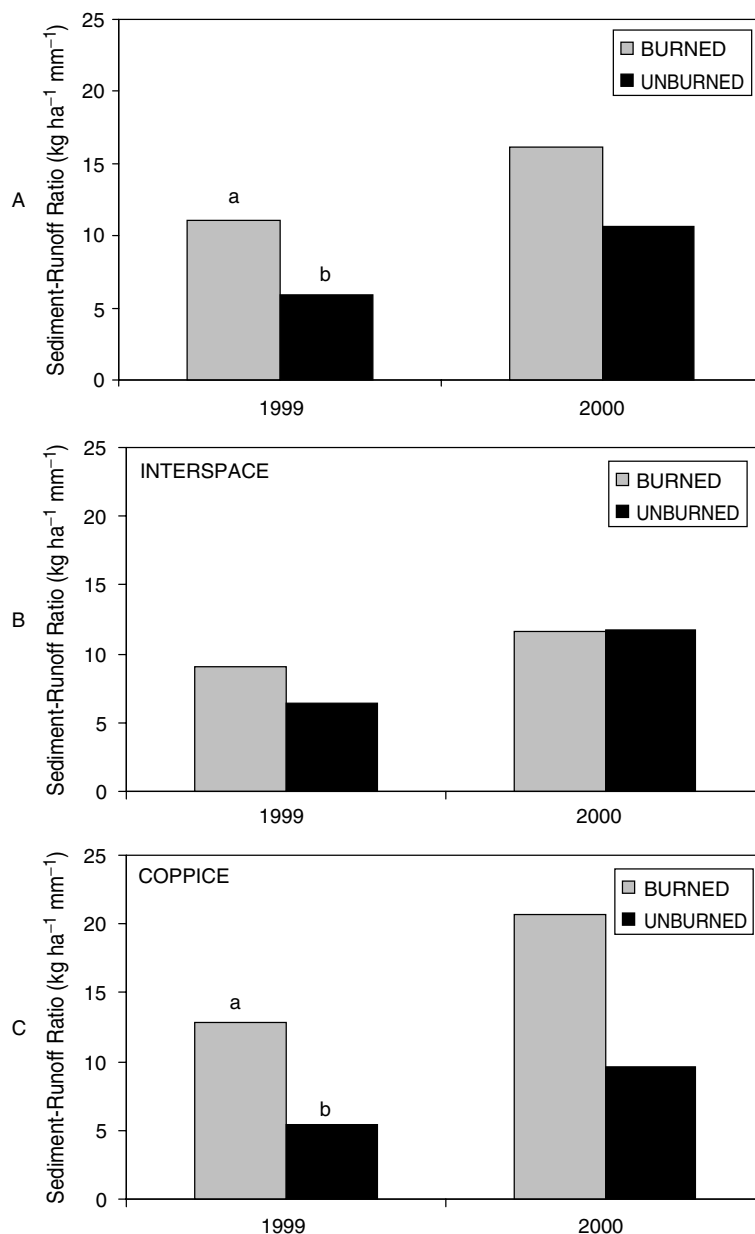 A
Sediment-Runoff Ratio (kg ha⁻¹ mm⁻¹)
25
20
15
10
5
0
BURNED
UNBURNED
a
b
1999
2000
B
Sediment-Runoff Ratio (kg ha⁻¹ mm⁻¹)
25
20
15
10
5
0
INTERSPACE
BURNED
UNBURNED
1999
2000
C
Sediment-Runoff Ratio (kg ha⁻¹ mm⁻¹)
25
20
15
10
5
0
COPPICE
BURNED
UNBURNED
a
b
1999
2000